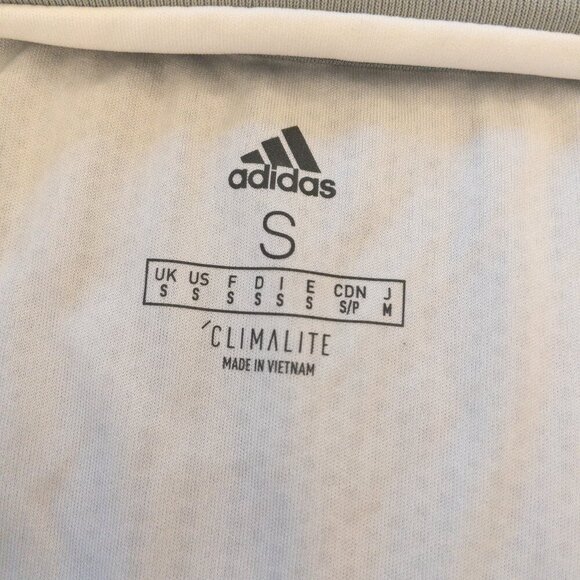 adidas
S
UK US F D I E CDN J
S S S S S S S/P M
CLIMALITE
MADE IN VIETNAM